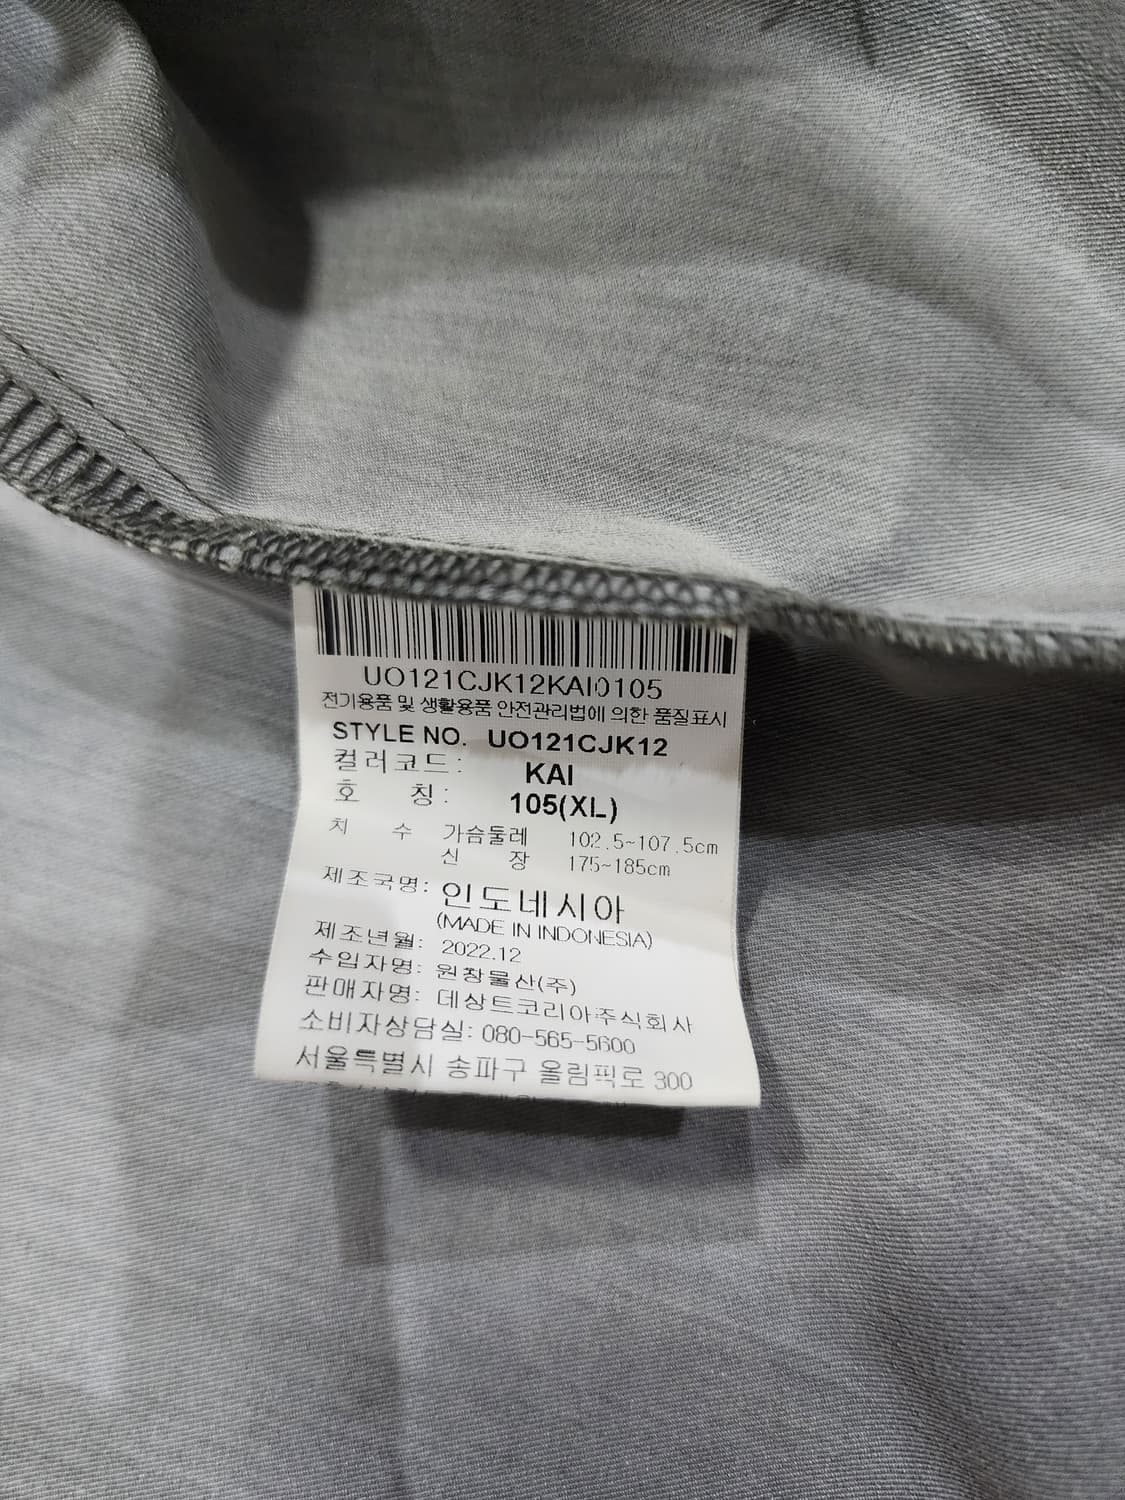 UO121CJK12KAI0105
전기용품 및 생활용품 안전관리법에 의한 품질표시
STYLE NO. UO121CJK12
컬러코드: KAI
호 칭: 105(XL)
치 수 가슴둘레 102.5~107.5cm
신 장 175~185cm
제조국명: 인도네시아
(MADE IN INDONESIA)
제조년월: 2022.12
수입자명: 원창물산(주)
판매자명: 데상트코리아주식회사
소비자상담실: 080-565-5600
서울특별시 송파구 올림픽로 300